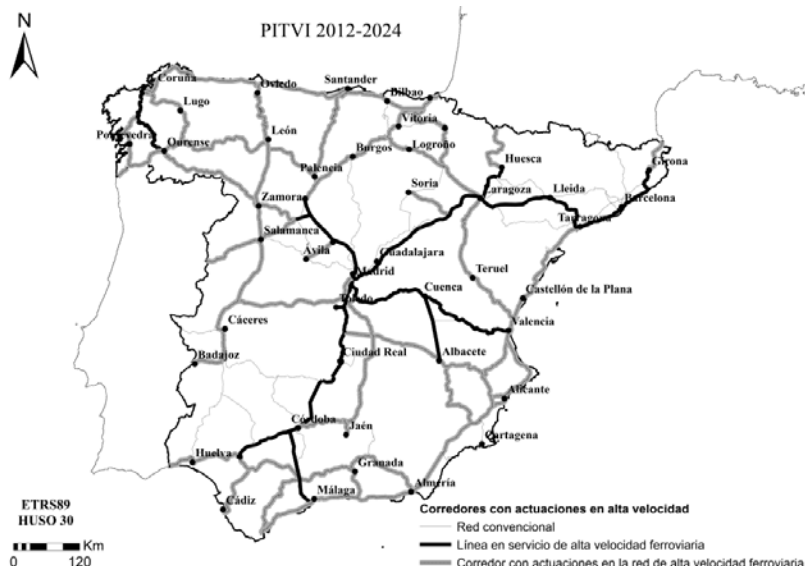 N
PITVI 2012-2024
Coruña
Oviedo
Santander
Bilbao
Lugo
Vitoria
Pontevedra
Ourense
León
Burgos
Logroño
Huesca
Girona
Palencia
Soria
Zaragoza
Lleida
Barcelona
Zamora
Tarragona
Salamanca
Ávila
Guadalajara
Madrid
Teruel
Toledo
Cuenca
Castellón de la Plana
Cáceres
Valencia
Badajoz
Ciudad Real
Albacete
Alicante
Córdoba
Jaén
Cartagena
Huelva
Granada
Cádiz
Málaga
Almería
ETRS89
HUSO 30
Km
0 120
Corredores con actuaciones en alta velocidad
Red convencional
Línea en servicio de alta velocidad ferroviaria
Corredor con actuaciones en la red de alta velocidad ferroviaria